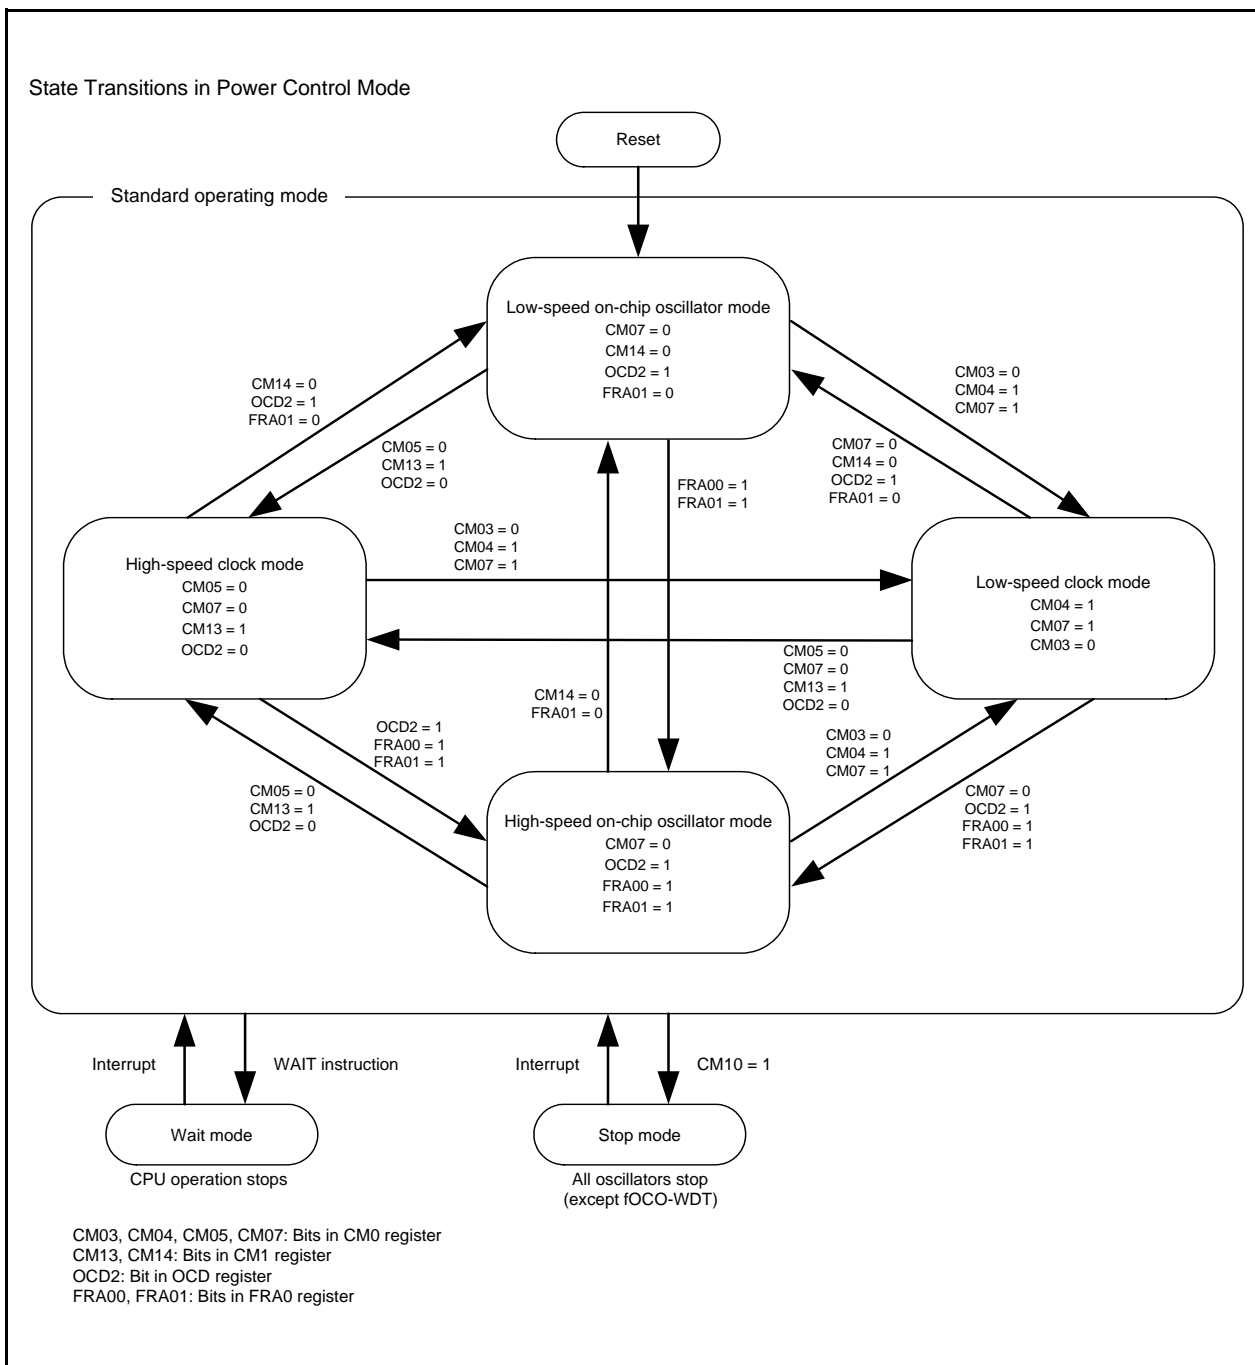 State Transitions in Power Control Mode
Reset
Standard operating mode
Low-speed on-chip oscillator mode
CM07 = 0
CM14 = 0
OCD2 = 1
FRA01 = 0
CM14 = 0
OCD2 = 1
FRA01 = 0
CM05 = 0
CM13 = 1
OCD2 = 0
CM03 = 0
CM04 = 1
CM07 = 1
CM07 = 0
CM14 = 0
OCD2 = 1
FRA01 = 0
FRA00 = 1
FRA01 = 1
High-speed clock mode
CM05 = 0
CM07 = 0
CM13 = 1
OCD2 = 0
CM03 = 0
CM04 = 1
CM07 = 1
Low-speed clock mode
CM04 = 1
CM07 = 1
CM03 = 0
CM05 = 0
CM07 = 0
CM13 = 1
OCD2 = 0
CM14 = 0
FRA01 = 0
OCD2 = 1
FRA00 = 1
FRA01 = 1
CM05 = 0
CM13 = 1
OCD2 = 0
CM03 = 0
CM04 = 1
CM07 = 1
CM07 = 0
OCD2 = 1
FRA00 = 1
FRA01 = 1
High-speed on-chip oscillator mode
CM07 = 0
OCD2 = 1
FRA00 = 1
FRA01 = 1
Interrupt
WAIT instruction
Interrupt
CM10 = 1
Wait mode
CPU operation stops
Stop mode
All oscillators stop
(except fOCO-WDT)
CM03, CM04, CM05, CM07: Bits in CM0 register
CM13, CM14: Bits in CM1 register
OCD2: Bit in OCD register
FRA00, FRA01: Bits in FRA0 register